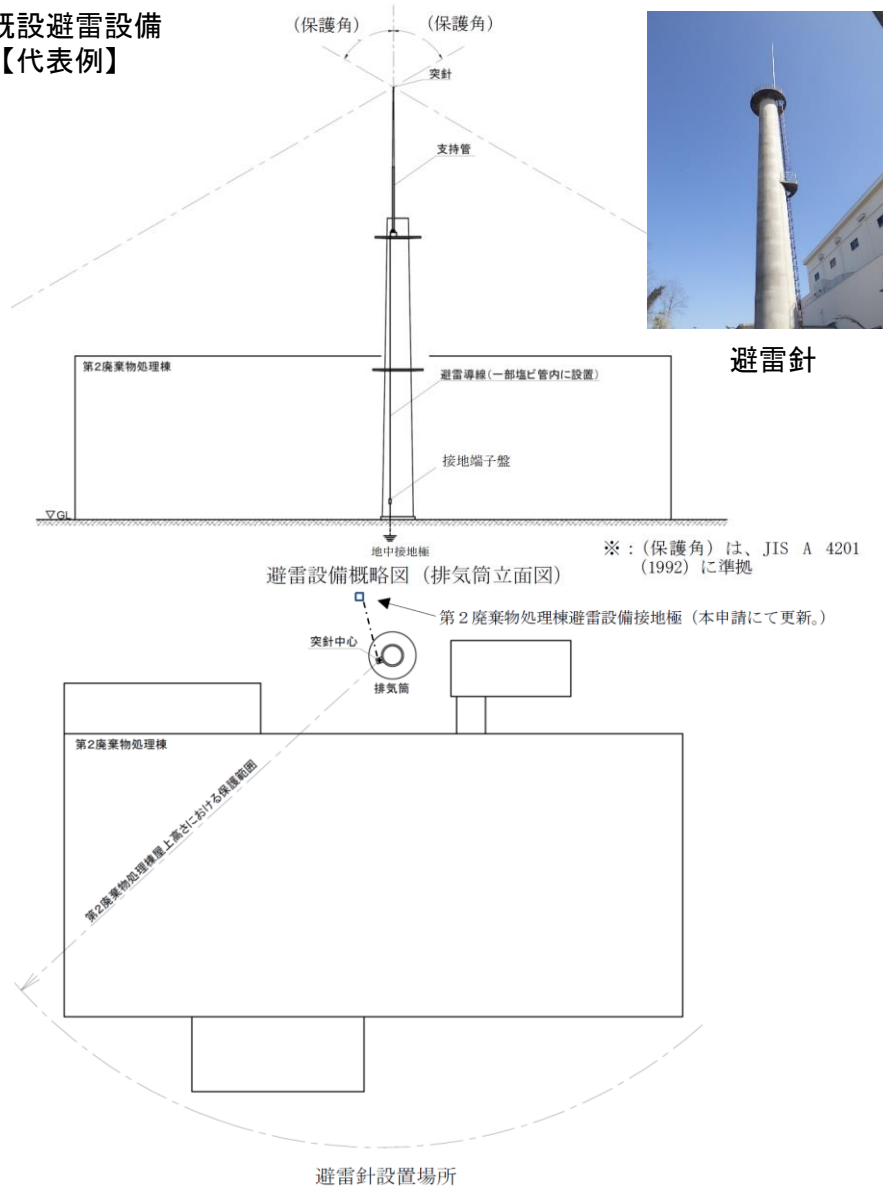 既設避雷設備
【代表例】
(保護角)
(保護角)
突針
支持管
避雷針
第2廃棄物処理棟
避雷導線(一部塩ビ管内に設置)
接地端子盤
▽GL
地中接地極
※:(保護角)は、JIS A 4201
(1992)に準拠
避雷設備概略図(排気筒立面図)
第2廃棄物処理棟避雷設備接地極(本申請にて更新。)
突針中心
排気筒
第2廃棄物処理棟
第2廃棄物処理棟屋上高さにおける保護範囲
避雷針設置場所